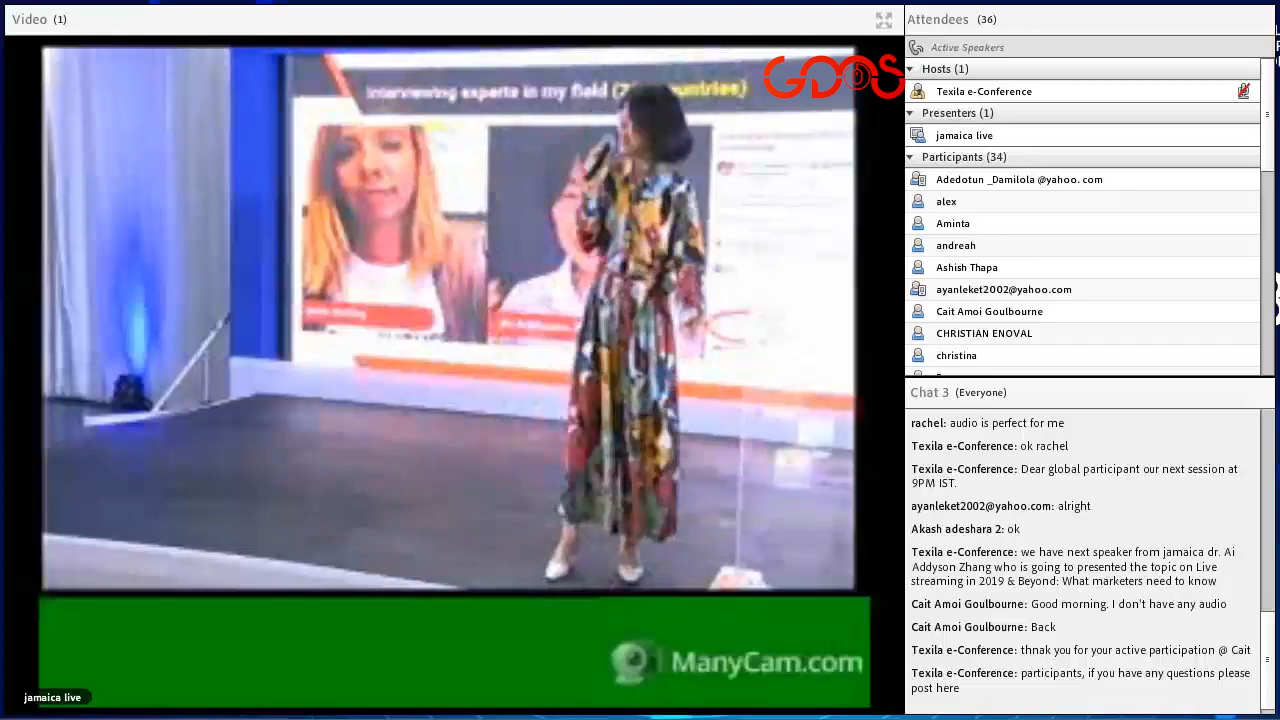 Video (1)
Interviewing experts in my field (2
untries)
GDOS
ManyCam.com
jamaica live
Attendees (36)
Active Speakers
Hosts (1)
Texila e-Conference
Presenters (1)
jamaica live
Participants (34)
Adedotun _Damilola @yahoo. com
alex
Aminta
andreah
Ashish Thapa
ayanleket2002@yahoo.com
Cait Amoi Goulbourne
CHRISTIAN ENOVAL
christina
Chat 3 (Everyone)
rachel: audio is perfect for me
Texila e-Conference: ok rachel
Texila e-Conference: Dear global participant our next session at
9PM IST.
ayanleket2002@yahoo.com: alright
Akash adeshara 2: ok
Texila e-Conference: we have next speaker from jamaica dr. Ai
Addyson Zhang who is going to presented the topic on Live
streaming in 2019 & Beyond: What marketers need to know
Cait Amoi Goulbourne: Good morning. I don't have any audio
Cait Amoi Goulbourne: Back
Texila e-Conference: thnak you for your active participation @ Cait
Texila e-Conference: participants, if you have any questions please
post here